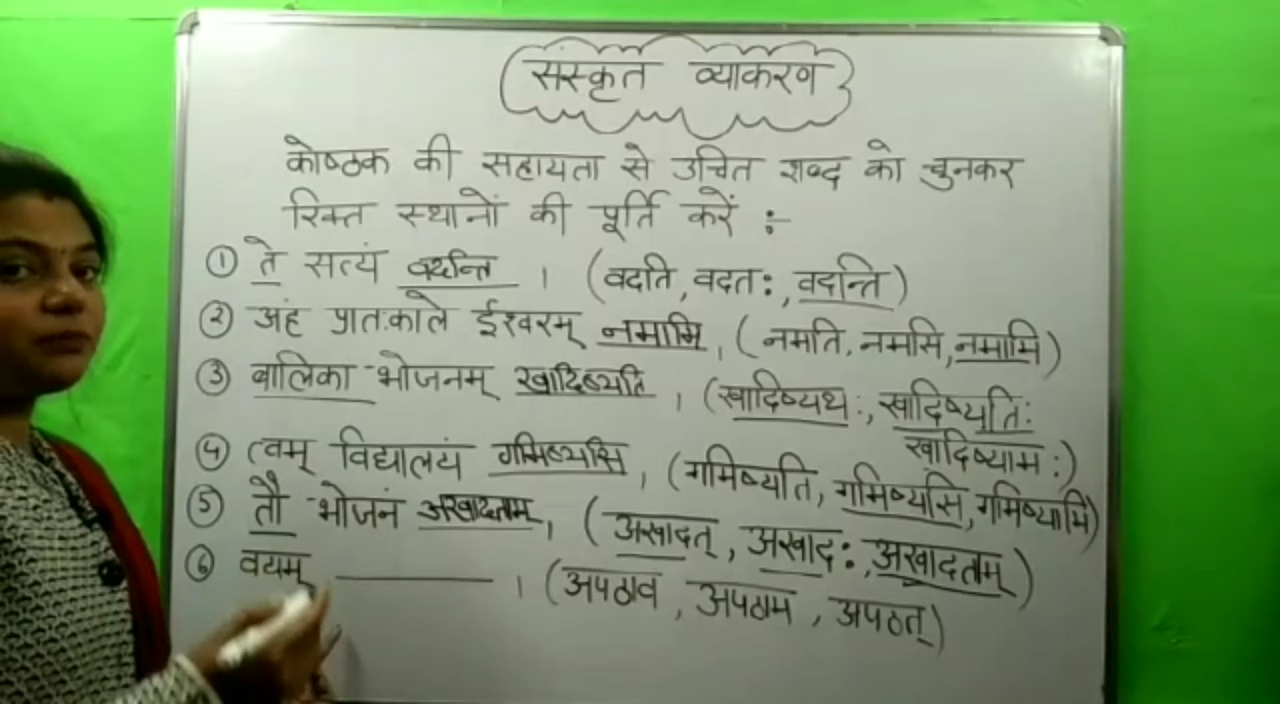 संस्कृत व्याकरण
कोष्ठक की सहायता से उचित शब्द को चुनकर
रिक्त स्थानों की पूर्ति करें :-
① ते सत्यं वदन्ति । (वदति, वदतः, वदन्ति)
② अंह प्रातःकाले ईश्वरम् नमामि, (नमति, नमसि, नमामि)
③ बालिका भोजनम् खादिष्यति । (खादिष्यथः, खादिष्यतिः
खादिष्यामः)
④ त्वम् विद्यालयं गमिष्यसि, (गमिष्यति, गमिष्यसि, गमिष्यामि)
⑤ तौ भोजनं अखादताम्, (अखादत्, अखादः, अखादताम्)
⑥ वयम् ________ । (अपठाव, अपठाम, अपठत्)